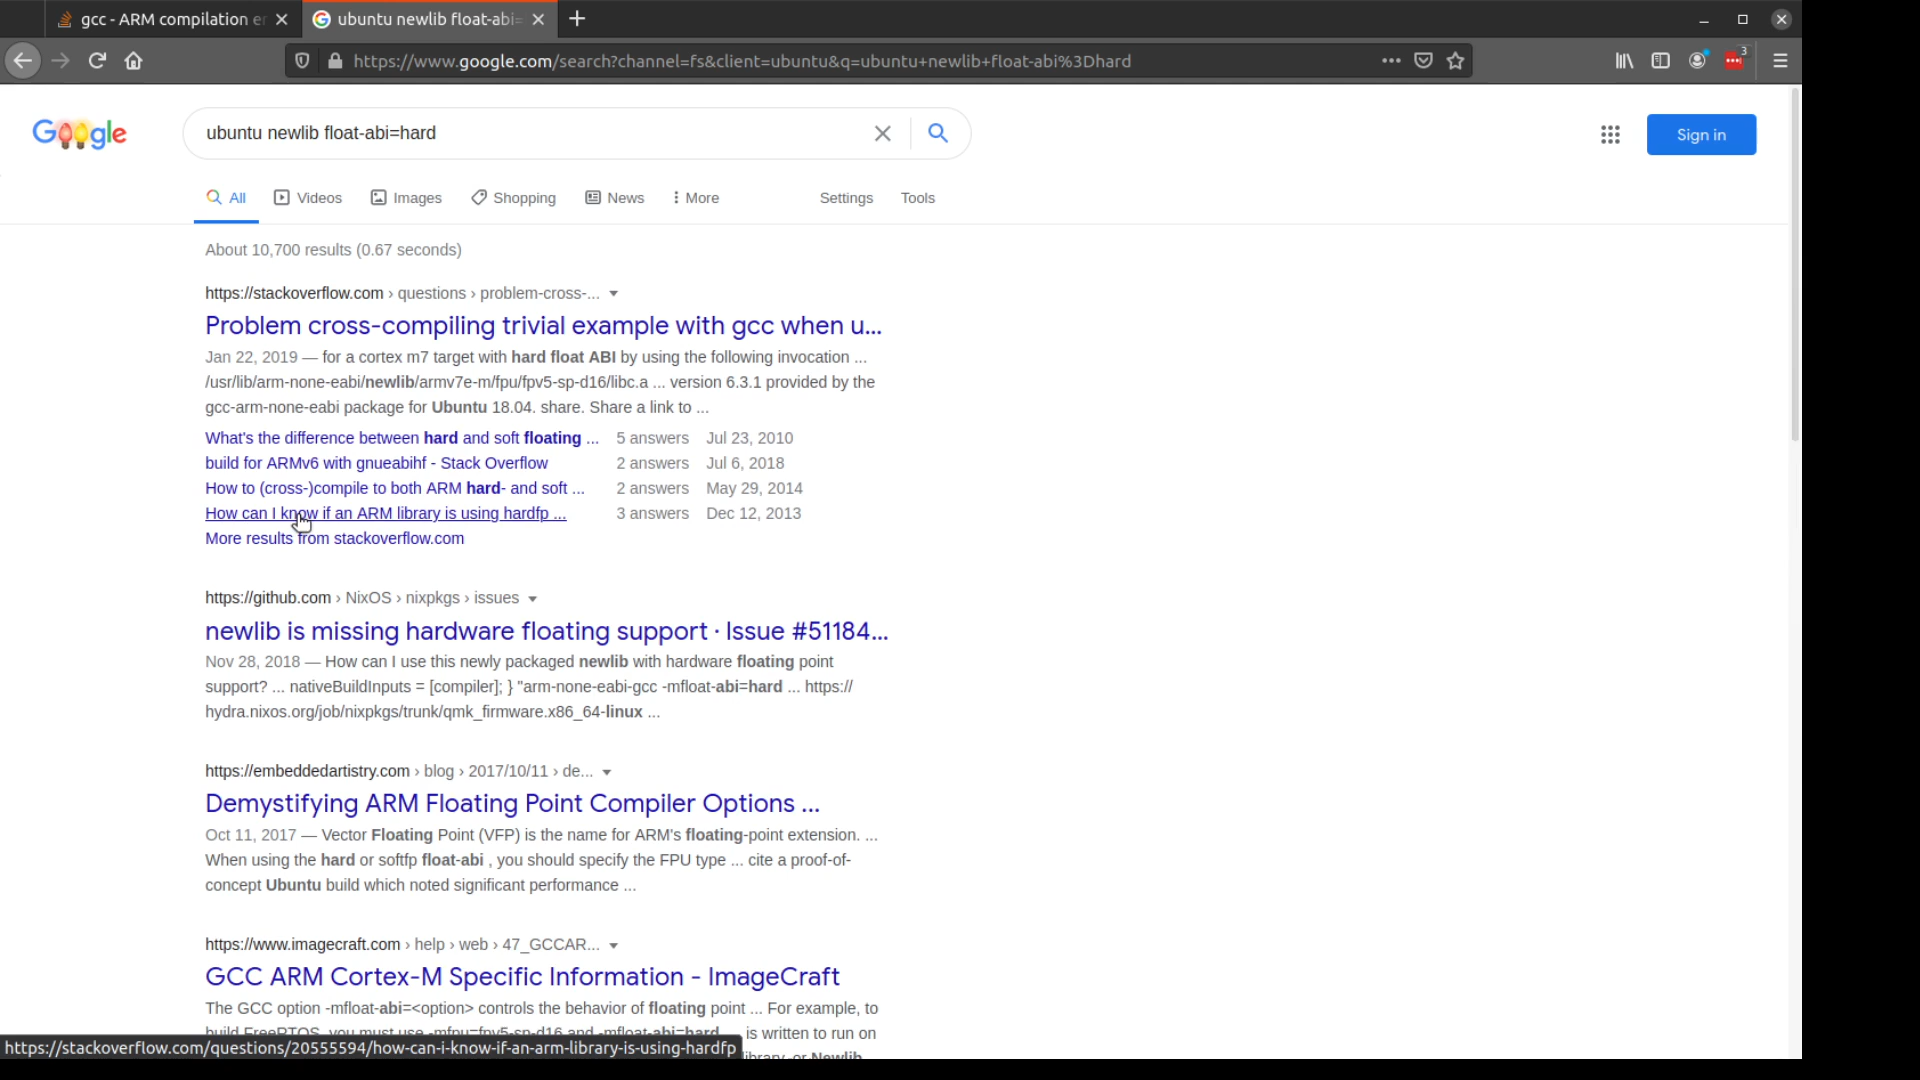 gcc - ARM compilation er
ubuntu newlib float-abi=
https://www.google.com/search?channel=fs&client=ubuntu&q=ubuntu+newlib+float-abi%3Dhard
3
Google
ubuntu newlib float-abi=hard
Sign in
All Videos Images Shopping News More Settings Tools
About 10,700 results (0.67 seconds)
https://stackoverflow.com › questions › problem-cross-...
Problem cross-compiling trivial example with gcc when u...
Jan 22, 2019 — for a cortex m7 target with hard float ABI by using the following invocation ...
/usr/lib/arm-none-eabi/newlib/armv7e-m/fpu/fpv5-sp-d16/libc.a ... version 6.3.1 provided by the
gcc-arm-none-eabi package for Ubuntu 18.04. share. Share a link to ...
What's the difference between hard and soft floating ... 5 answers Jul 23, 2010
build for ARMv6 with gnueabihf - Stack Overflow 2 answers Jul 6, 2018
How to (cross-)compile to both ARM hard- and soft ... 2 answers May 29, 2014
How can I know if an ARM library is using hardfp ... 3 answers Dec 12, 2013
More results from stackoverflow.com
https://github.com › NixOS › nixpkgs › issues
newlib is missing hardware floating support · Issue #51184...
Nov 28, 2018 — How can I use this newly packaged newlib with hardware floating point
support? ... nativeBuildInputs = [compiler]; } "arm-none-eabi-gcc -mfloat-abi=hard ... https://
hydra.nixos.org/job/nixpkgs/trunk/qmk_firmware.x86_64-linux ...
https://embeddedartistry.com › blog › 2017/10/11 › de...
Demystifying ARM Floating Point Compiler Options ...
Oct 11, 2017 — Vector Floating Point (VFP) is the name for ARM's floating-point extension. ...
When using the hard or softfp float-abi , you should specify the FPU type ... cite a proof-of-
concept Ubuntu build which noted significant performance ...
https://www.imagecraft.com › help › web › 47_GCCAR...
GCC ARM Cortex-M Specific Information - ImageCraft
The GCC option -mfloat-abi=<option> controls the behavior of floating point ... For example, to
build FreeRTOS, you must use -mfpu=fpv5-sp-d16 and -mfloat-abi=hard is written to run on
library, or Newlib
https://stackoverflow.com/questions/20555594/how-can-i-know-if-an-arm-library-is-using-hardfp